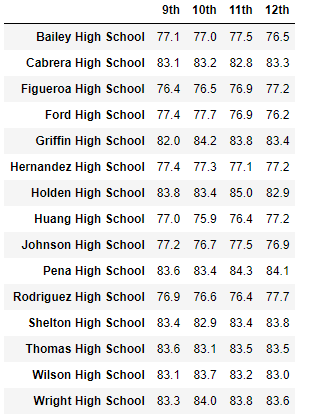 9th 10th 11th 12th
Bailey High School 77.1 77.0 77.5 76.5
Cabrera High School 83.1 83.2 82.8 83.3
Figueroa High School 76.4 76.5 76.9 77.2
Ford High School 77.4 77.7 76.9 76.2
Griffin High School 82.0 84.2 83.8 83.4
Hernandez High School 77.4 77.3 77.1 77.2
Holden High School 83.8 83.4 85.0 82.9
Huang High School 77.0 75.9 76.4 77.2
Johnson High School 77.2 76.7 77.5 76.9
Pena High School 83.6 83.4 84.3 84.1
Rodriguez High School 76.9 76.6 76.4 77.7
Shelton High School 83.4 82.9 83.4 83.8
Thomas High School 83.6 83.1 83.5 83.5
Wilson High School 83.1 83.7 83.2 83.0
Wright High School 83.3 84.0 83.8 83.6